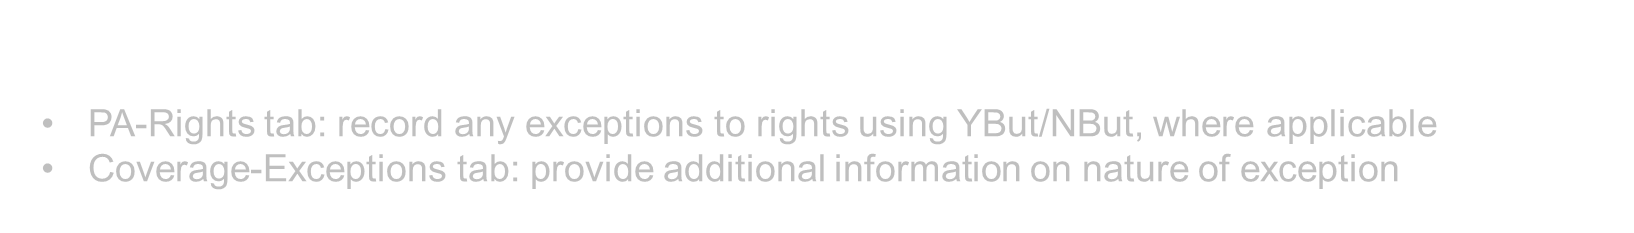 • PA-Rights tab: record any exceptions to rights using YBut/NBut, where applicable
• Coverage-Exceptions tab: provide additional information on nature of exception